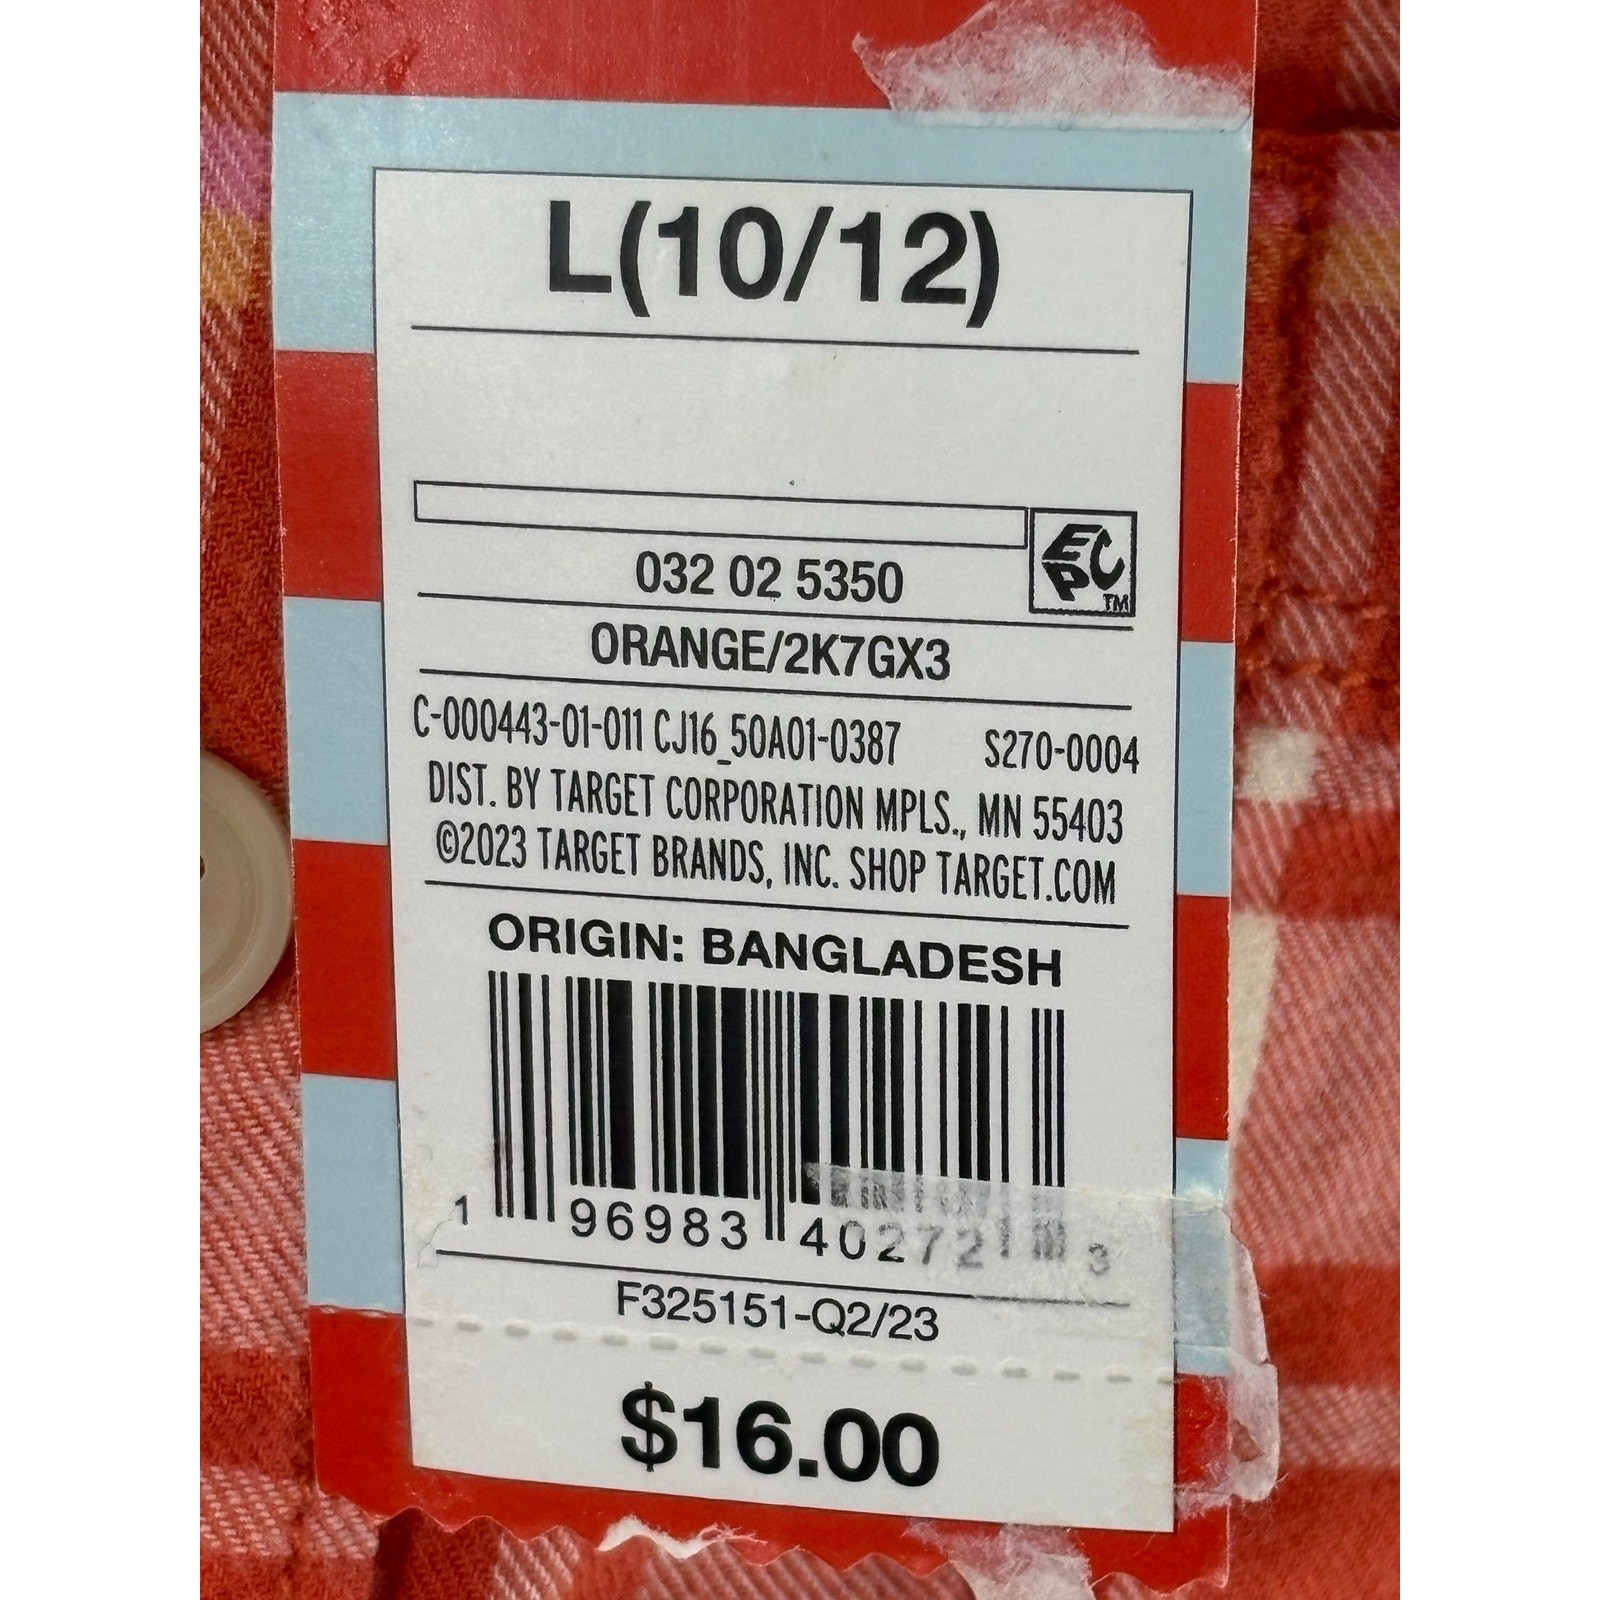 L(10/12)
ECP™
032 02 5350
ORANGE/2K7GX3
C-000443-01-011 CJ16_50A01-0387 S270-0004
DIST. BY TARGET CORPORATION MPLS., MN 55403
©2023 TARGET BRANDS, INC. SHOP TARGET.COM
ORIGIN: BANGLADESH
1 96983 40272 3
F325151-Q2/23
$16.00